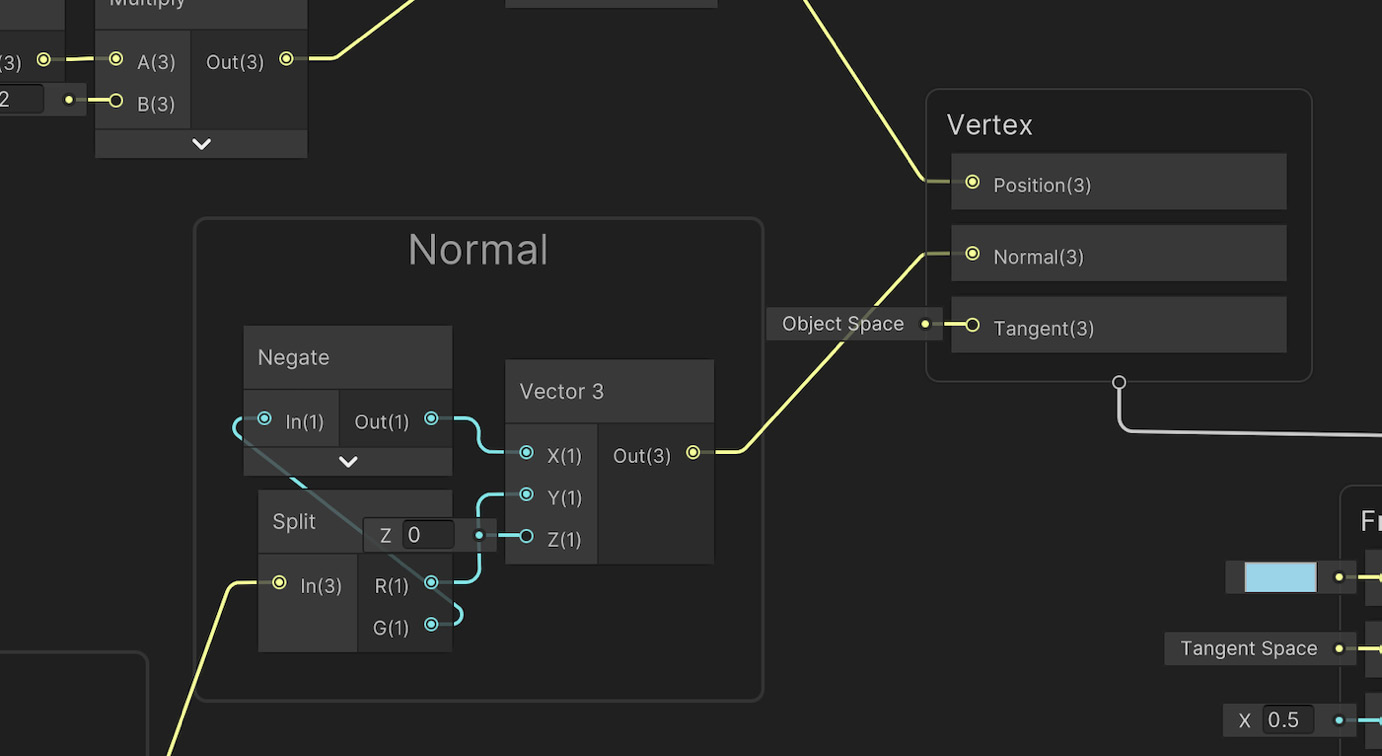 Multiply
(3)
A(3)
Out(3)
2
B(3)
Vertex
Position(3)
Normal(3)
Object Space
Tangent(3)
Normal
Negate
In(1)
Out(1)
Vector 3
X(1)
Out(3)
Y(1)
Z(1)
Split
Z 0
In(3)
R(1)
G(1)
Tangent Space
X 0.5